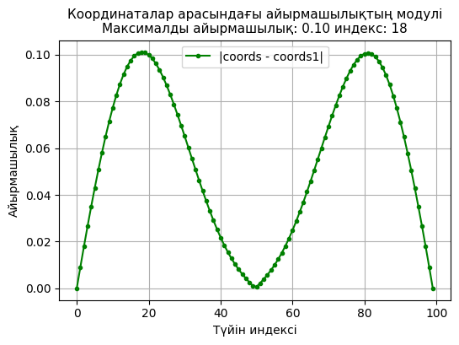 Координаталар арасындағы айырмашылықтың модулі
Максималды айырмашылық: 0.10 индекс: 18
|coords - coords1|
Айырмашылық
0.10
0.08
0.06
0.04
0.02
0.00
0 20 40 60 80 100
Түйін индексі